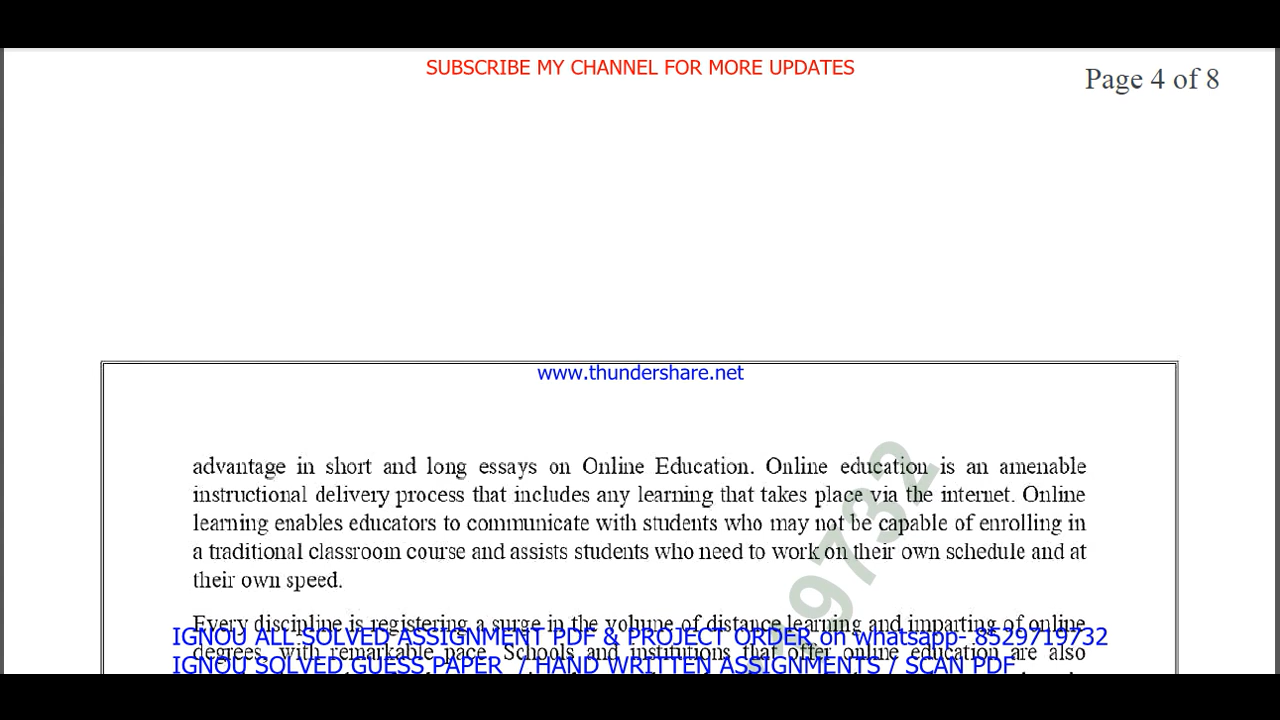 SUBSCRIBE MY CHANNEL FOR MORE UPDATES
Page 4 of 8
www.thundershare.net
advantage in short and long essays on Online Education. Online education is an amenable
instructional delivery process that includes any learning that takes place via the internet. Online
learning enables educators to communicate with students who may not be capable of enrolling in
a traditional classroom course and assists students who need to work on their own schedule and at
their own speed.
Every discipline is registering a surge in the volume of distance learning and imparting of online
IGNOU ALL SOLVED ASSIGNMENT PDF & PROJECT ORDER on whatsapp- 8529719732
degrees, with remarkable pace. Schools and institutions that offer online education are also
IGNOU SOLVED GUESS PAPER / HAND WRITTEN ASSIGNMENTS / SCAN PDF
19732